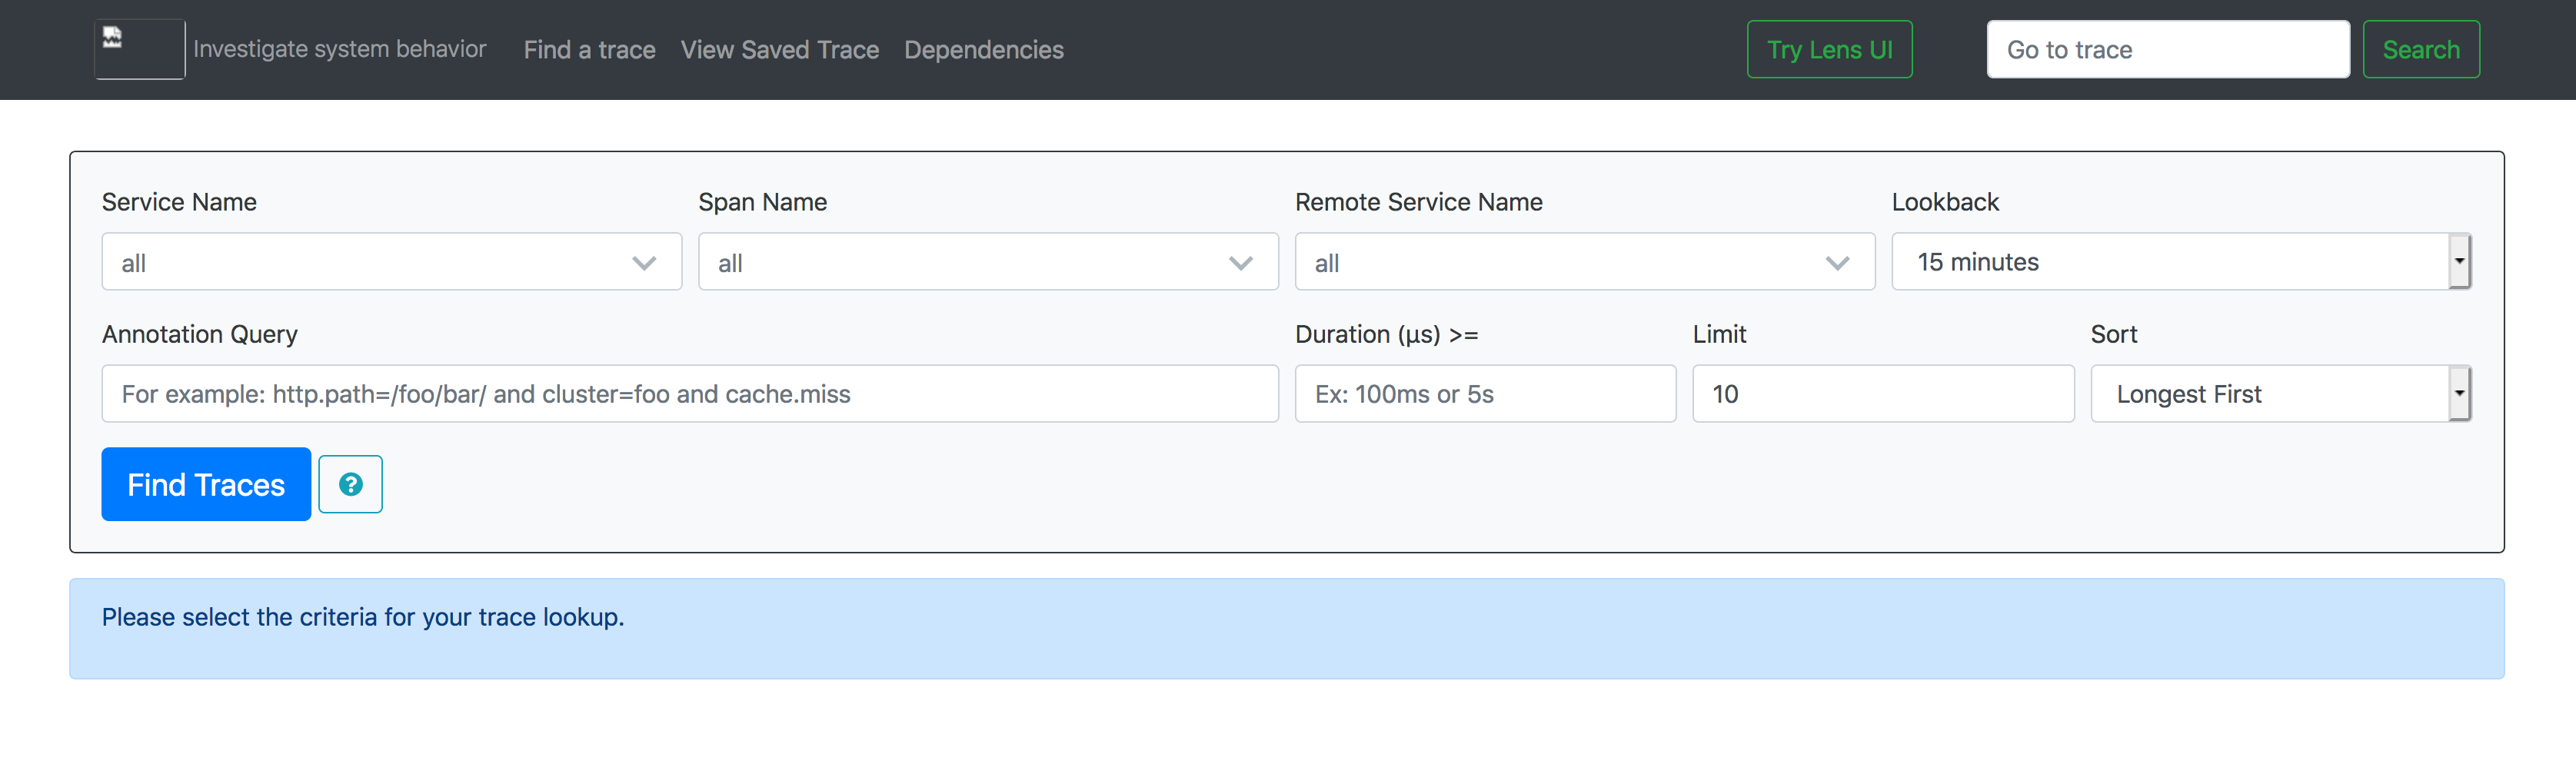 Investigate system behavior Find a trace View Saved Trace Dependencies Try Lens UI Go to trace Search
Service Name Span Name Remote Service Name Lookback
all all all 15 minutes
Annotation Query Duration (μs) >= Limit Sort
For example: http.path=/foo/bar/ and cluster=foo and cache.miss Ex: 100ms or 5s 10 Longest First
Find Traces ?
Please select the criteria for your trace lookup.